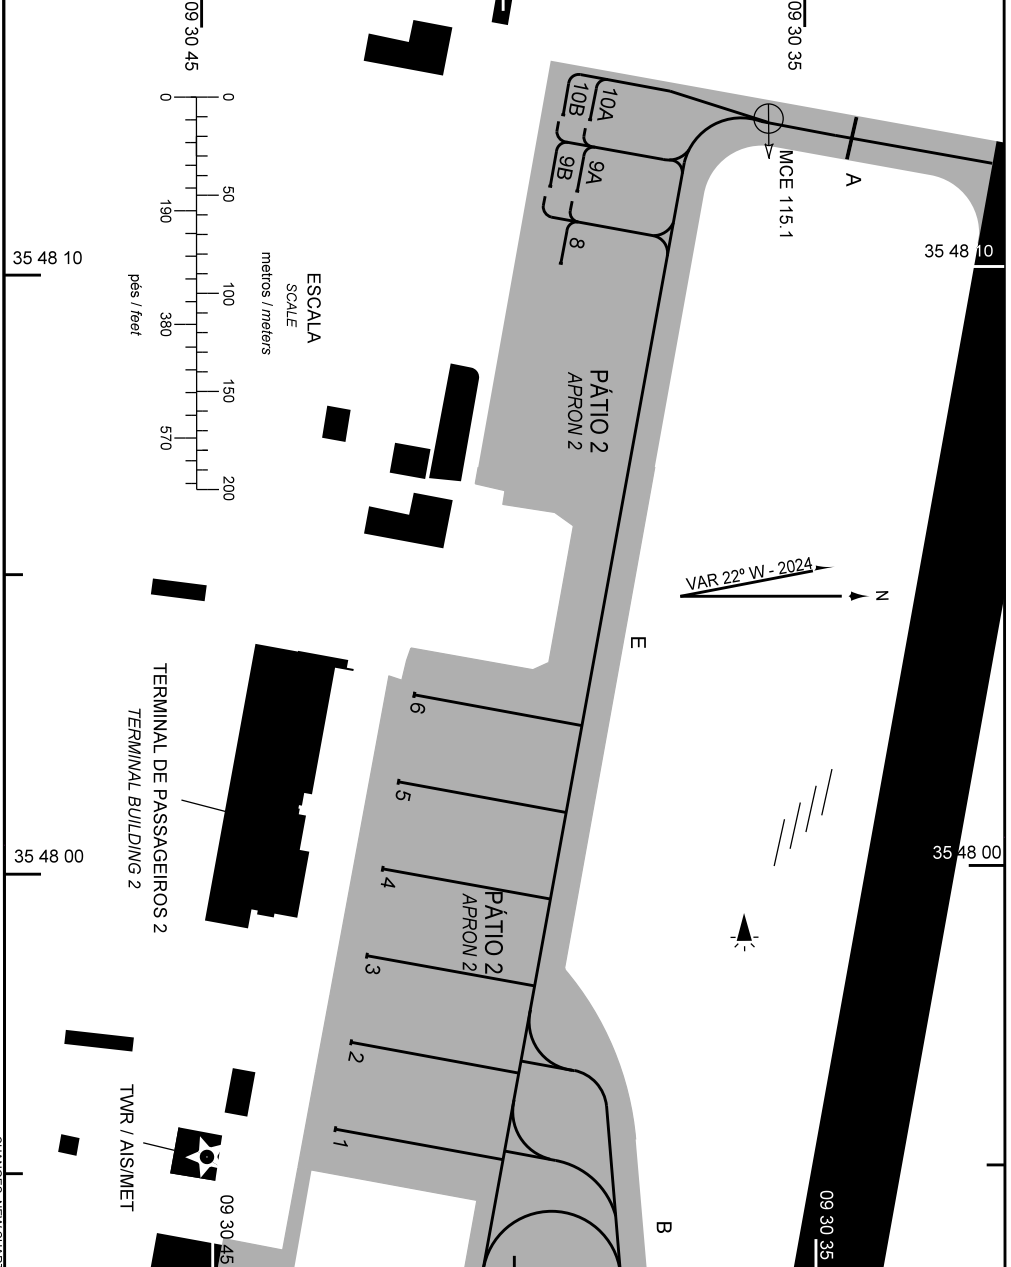 09 30 45
09 30 35
10A
10B
9A
9B
8
MCE 115.1
A
35 48 10
35 48 10
ESCALA
SCALE
metros / meters
0
50
100
150
200
0
190
380
570
pés / feet
PÁTIO 2
APRON 2
VAR 22º W - 2024
N
E
6
5
4
3
2
1
TERMINAL DE PASSAGEIROS 2
TERMINAL BUILDING 2
35 48 00
35 48 00
PÁTIO 2
APRON 2
TWR / AIS/MET
B
09 30 45
09 30 35